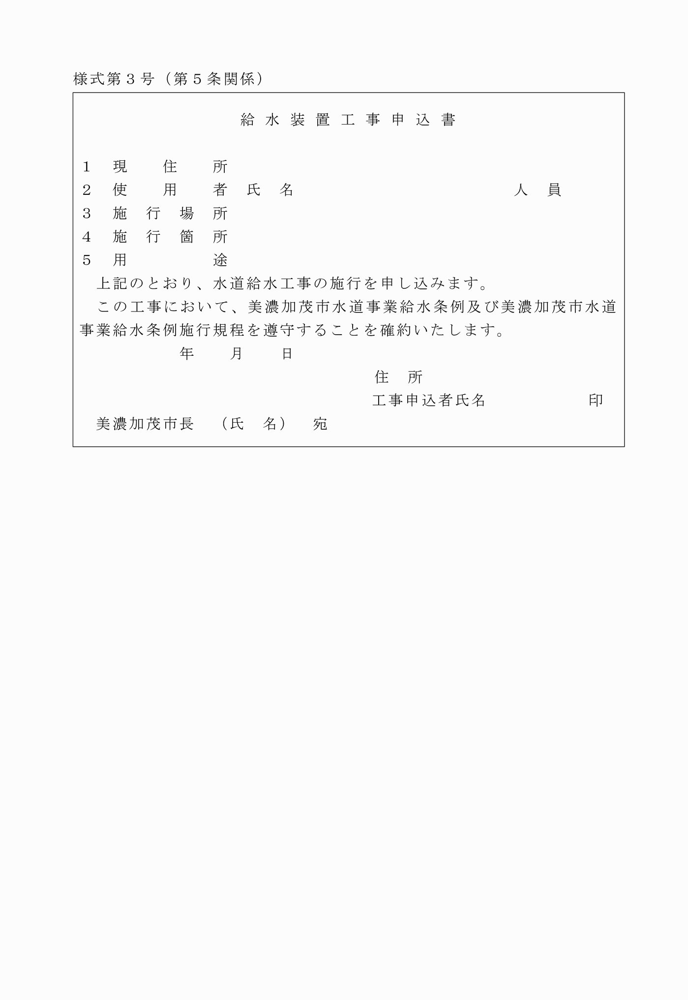 様式第３号（第５条関係）
給水装置工事申込書
１　現　　住　　所
２　使　　用　　者　氏　名　　　　　　　　　　　　　人　員
３　施　行　場　所
４　施　行　箇　所
５　用　　　　　途
　上記のとおり、水道給水工事の施行を申し込みます。
　この工事において、美濃加茂市水道事業給水条例及び美濃加茂市水道
事業給水条例施行規程を遵守することを確約いたします。
年　　月　　日
住　所
工事申込者氏名　　　　　　印
美濃加茂市長　（氏　名）　宛